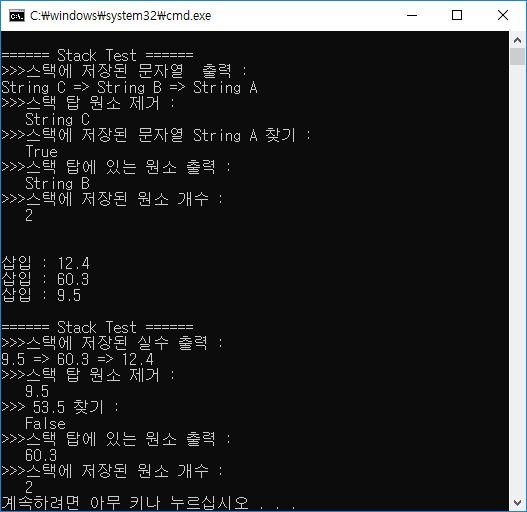 C:\windows\system32\cmd.exe
====== Stack Test ======
>>>스택에 저장된 문자열  출력 :
String C => String B => String A
>>>스택 탑 원소 제거 :
   String C
>>>스택에 저장된 문자열 String A 찾기 :
   True
>>>스택 탑에 있는 원소 출력 :
   String B
>>>스택에 저장된 원소 개수 :
   2
삽입 : 12.4
삽입 : 60.3
삽입 : 9.5
====== Stack Test ======
>>>스택에 저장된 실수 출력 :
9.5 => 60.3 => 12.4
>>>스택 탑 원소 제거 :
   9.5
>>> 53.5 찾기 :
   False
>>>스택 탑에 있는 원소 출력 :
   60.3
>>>스택에 저장된 원소 개수 :
   2
계속하려면 아무 키나 누르십시오 . . .